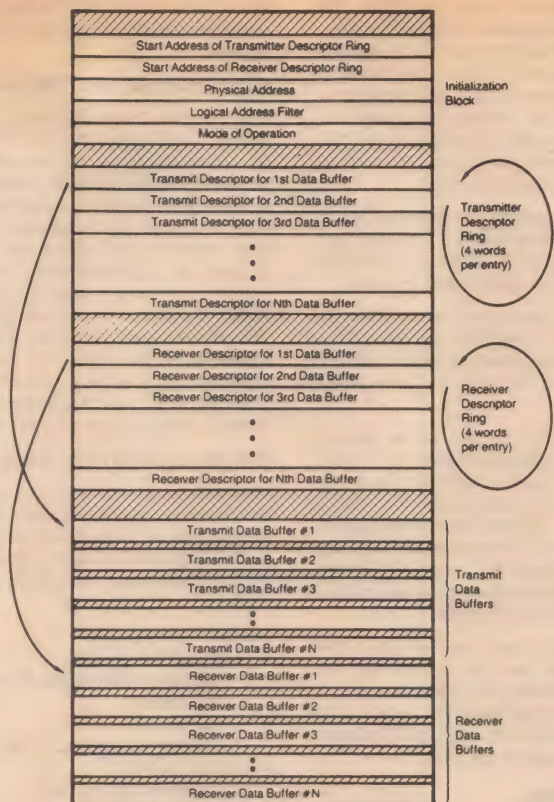 Start Address of Transmitter Descriptor Ring
Start Address of Receiver Descriptor Ring
Physical Address
Logical Address Filter
Mode of Operation
Initialization
Block
Transmit Descriptor for 1st Data Buffer
Transmit Descriptor for 2nd Data Buffer
Transmit Descriptor for 3rd Data Buffer
Transmit Descriptor for Nth Data Buffer
Transmitter
Descriptor
Ring
(4 words
per entry)
Receiver Descriptor for 1st Data Buffer
Receiver Descriptor for 2nd Data Buffer
Receiver Descriptor for 3rd Data Buffer
Receiver Descriptor for Nth Data Buffer
Receiver
Descriptor
Ring
(4 words
per entry)
Transmit Data Buffer #1
Transmit Data Buffer #2
Transmit Data Buffer #3
Transmit Data Buffer #N
Transmit
Data
Buffers
Receiver Data Buffer #1
Receiver Data Buffer #2
Receiver Data Buffer #3
Receiver Data Buffer #N
Receiver
Data
Buffers